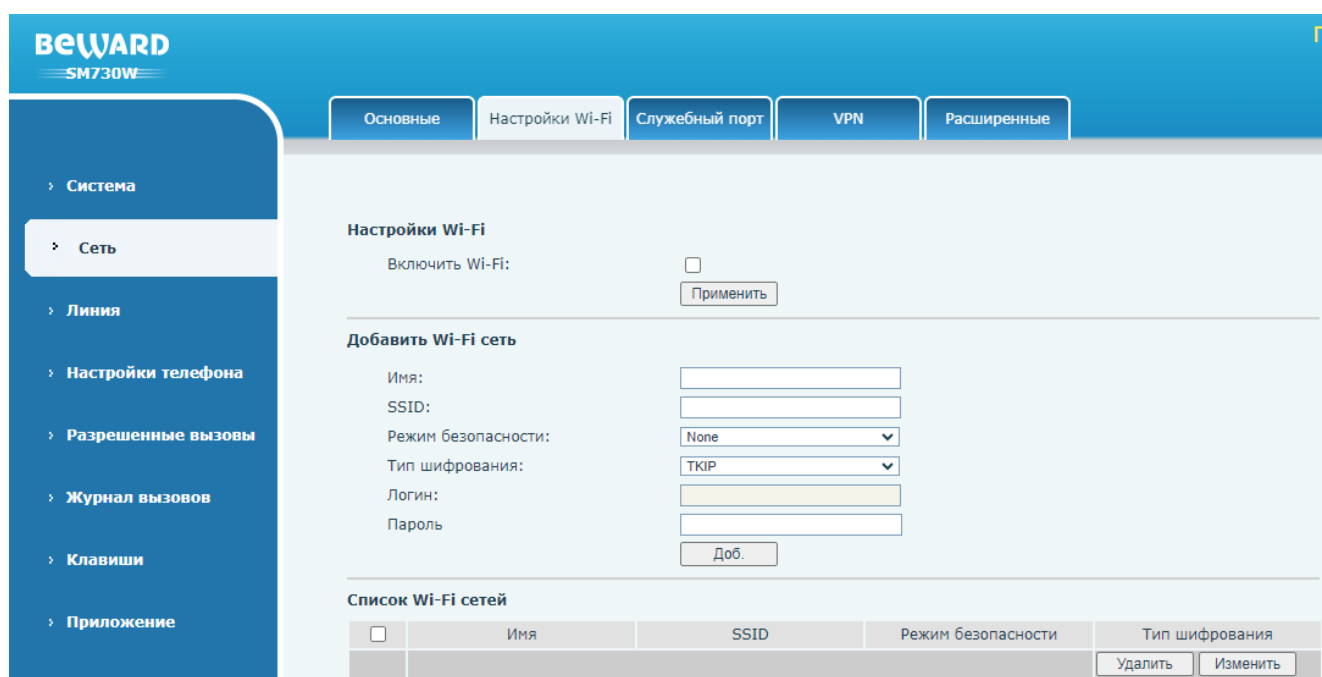 BEWARD
SM730W
Основные Настройки Wi-Fi Служебный порт VPN Расширенные
Система
Сеть
Линия
Настройки телефона
Разрешенные вызовы
Журнал вызовов
Клавиши
Приложение
Настройки Wi-Fi
Включить Wi-Fi:
Применить
Добавить Wi-Fi сеть
Имя:
SSID:
Режим безопасности: None
Тип шифрования: TKIP
Логин:
Пароль
Доб.
Список Wi-Fi сетей
Имя SSID Режим безопасности Тип шифрования
Удалить Изменить